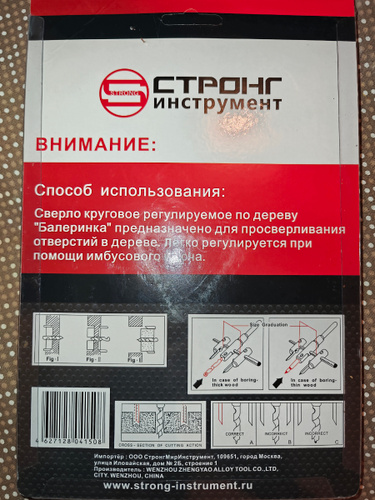 STRONG
СТРОНГ
инструмент
ВНИМАНИЕ:
Способ использования:
Сверло круговое регулируемое по дереву
"Балеринка" предназначено для просверливания
отверстий в дереве. Легко регулируется при
помощи имбусового
Fig - I
Fig - II
Fig - III
Size Graduation
In case of boring-
thick wood
In case of boring-
thin wood
CROSS-SECTION OF CUTTING ACTION
CORRECT
INCORRECT
INCORRECT
A
B
C
4 627128 041508
Импортёр : ООО СтронгМирИнструмент, 109651, город Москва,
улица Иловайская, дом № 2Б, строение 1
Производитель : WENZHOU ZHENGYAO ALLOY TOOL CO.,LTD.
CITY. WENZHOU, CHINA
www.strong-instrument.ru